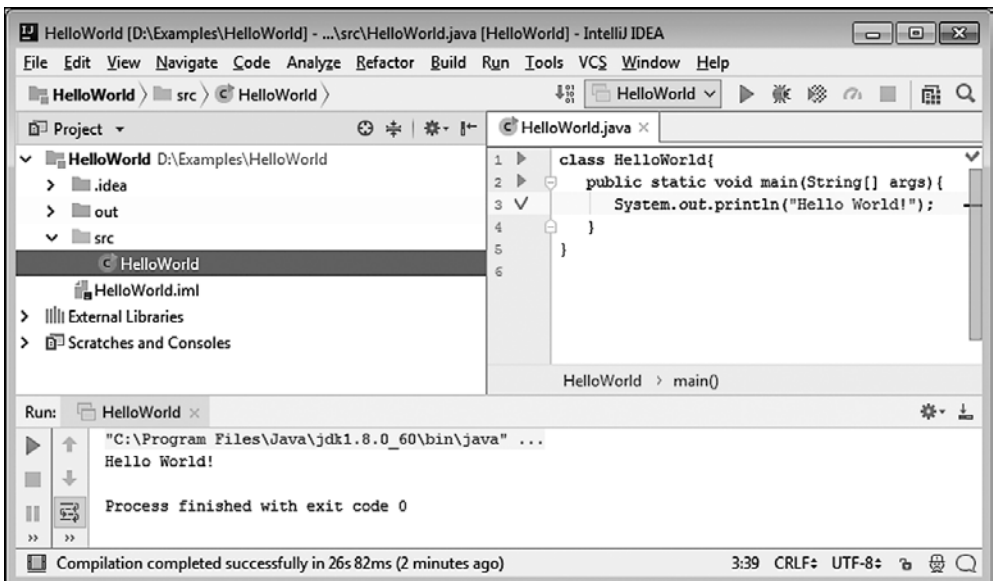 HelloWorld [D:\Examples\HelloWorld] - ...\src\HelloWorld.java [HelloWorld] - IntelliJ IDEA
File Edit View Navigate Code Analyze Refactor Build Run Tools VCS Window Help
HelloWorld src HelloWorld HelloWorld
Project
HelloWorld D:\Examples\HelloWorld
.idea
out
src
HelloWorld
HelloWorld.iml
External Libraries
Scratches and Consoles
HelloWorld.java
1 class HelloWorld{
2 public static void main(String[] args){
3 System.out.println("Hello World!");
4 }
5 }
6
HelloWorld > main()
Run: HelloWorld
"C:\Program Files\Java\jdk1.8.0_60\bin\java" ...
Hello World!
Process finished with exit code 0
Compilation completed successfully in 26s 82ms (2 minutes ago) 3:39 CRLF UTF-8